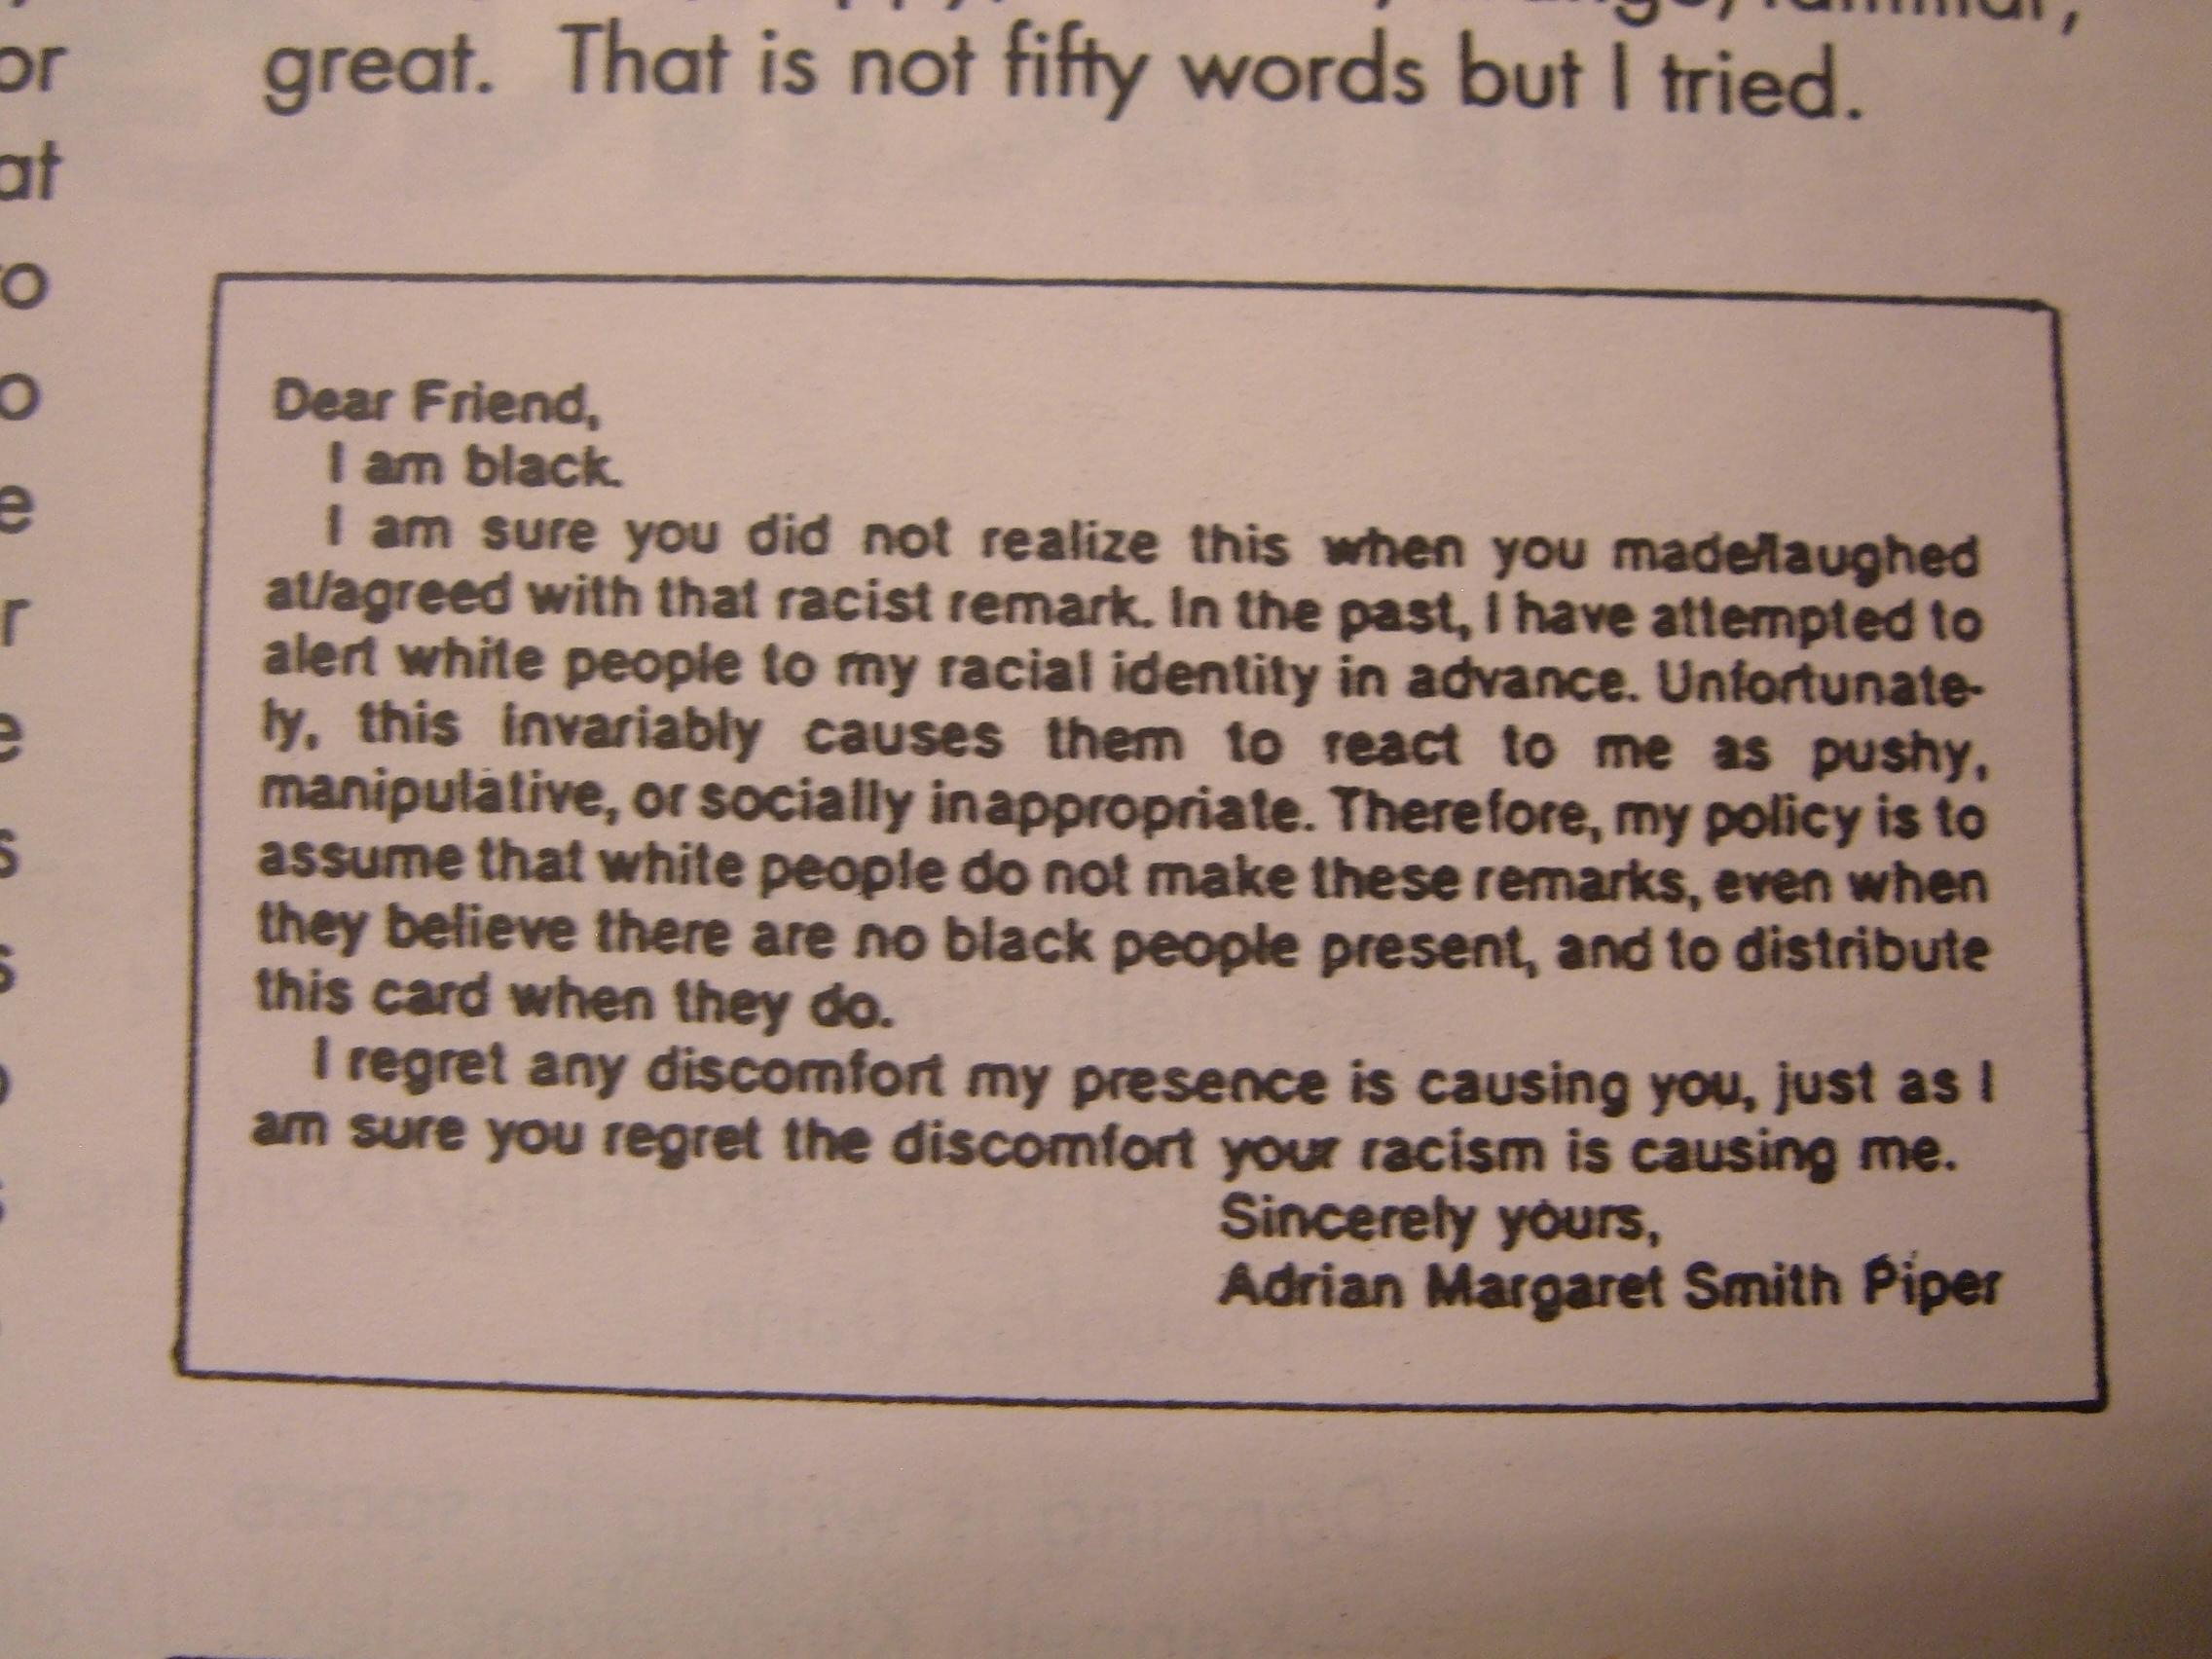 or
at
o
e
r
e
s
s
great. That is not fifty words but I tried.
Dear Friend,
I am black.
I am sure you did not realize this when you made/laughed
at/agreed with that racist remark. In the past, I have attempted to
alert white people to my racial identity in advance. Unfortunate-
ly, this invariably causes them to react to me as pushy,
manipulative, or socially inappropriate. Therefore, my policy is to
assume that white people do not make these remarks, even when
they believe there are no black people present, and to distribute
this card when they do.
I regret any discomfort my presence is causing you, just as I
am sure you regret the discomfort your racism is causing me.
Sincerely yours,
Adrian Margaret Smith Piper